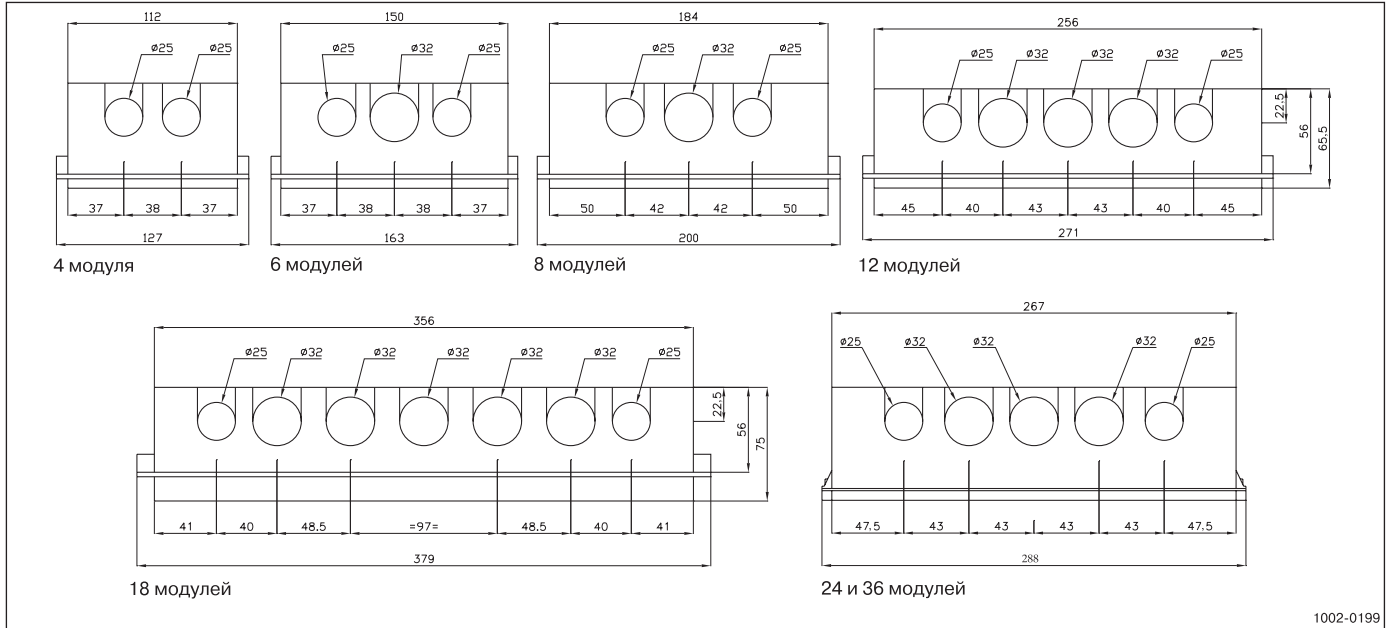 112
ø25 ø25
37 38 37
127
4 модуля
150
ø25 ø32 ø25
37 38 38 37
163
6 модулей
184
ø25 ø32 ø25
50 42 42 50
200
8 модулей
256
ø25 ø32 ø32 ø32 ø25
22,5
56
65,5
45 40 43 43 40 45
271
12 модулей
356
ø25 ø32 ø32 ø32 ø32 ø32 ø25
22,5
56
75
41 40 48.5 =97= 48.5 40 41
379
18 модулей
267
ø25 ø32 ø32 ø32 ø25
47,5 43 43 43 43 47,5
288
24 и 36 модулей
1002-0199